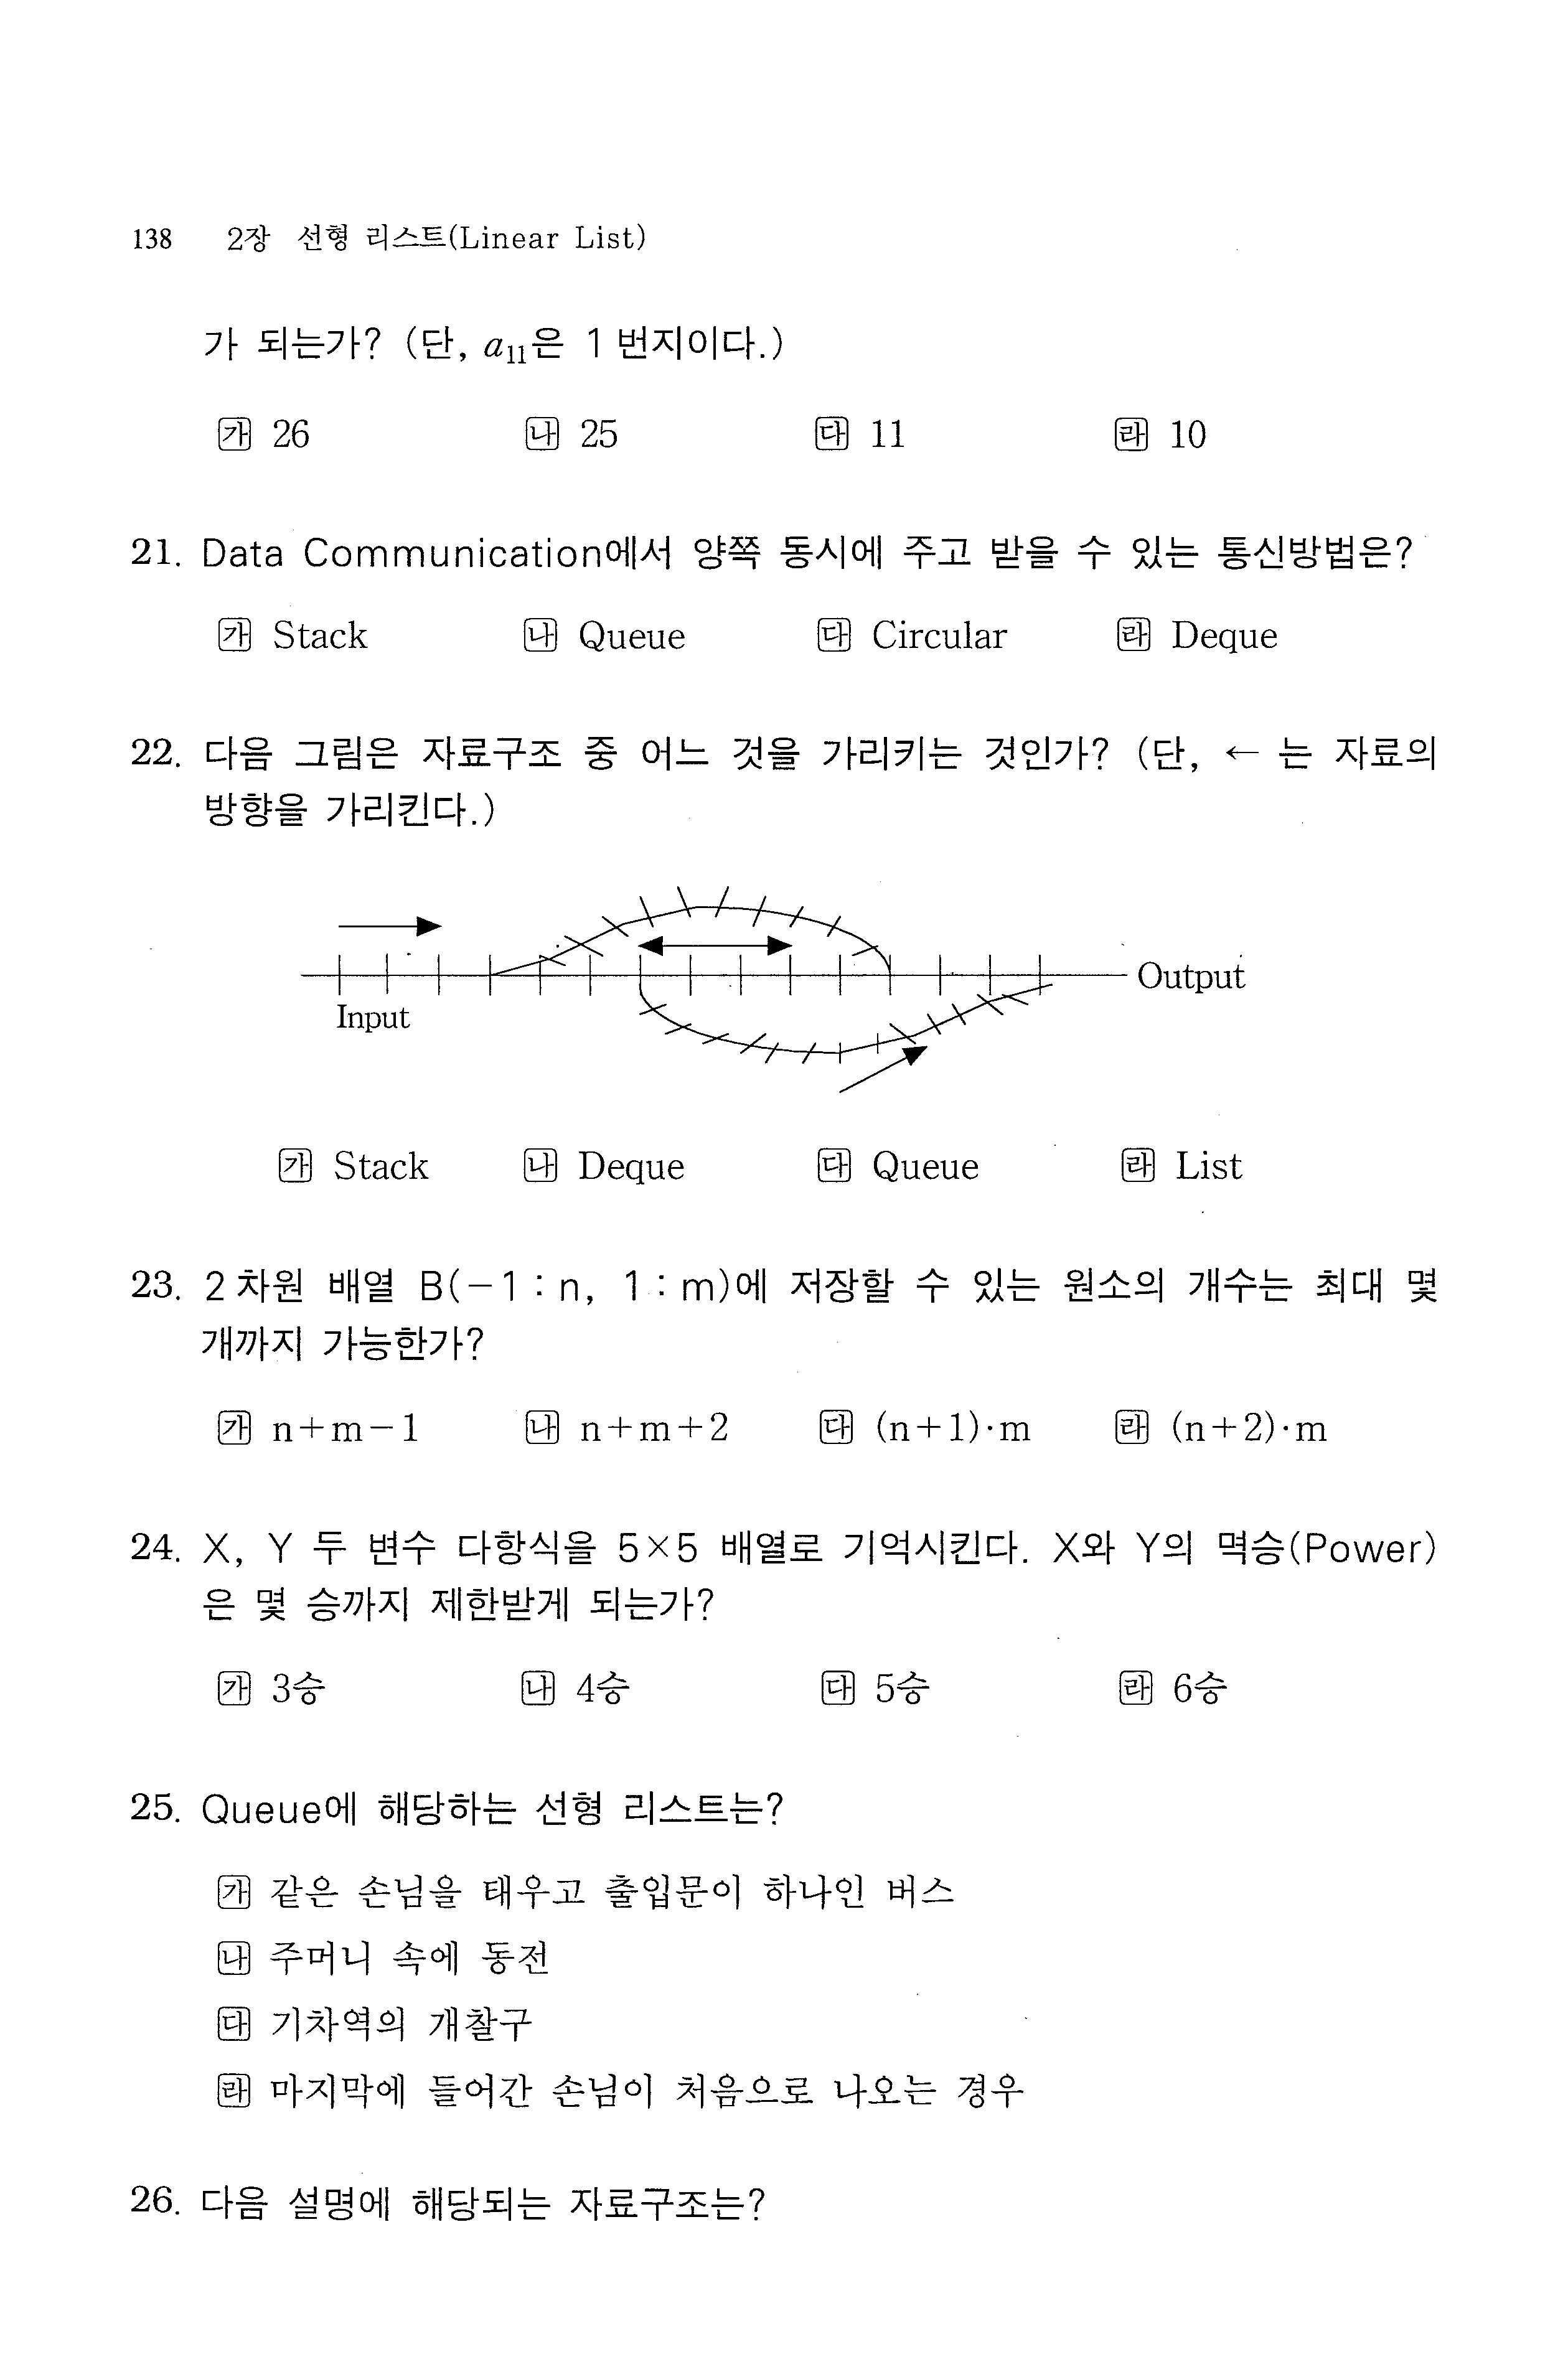 138 2장 선형 리스트(Linear List)
가 되는가? (단, a₁₁은 1 번지이다.)
㉮ 26 ㉯ 25 ㉰ 11 ㉱ 10
21. Data Communication에서 양쪽 동시에 주고 받을 수 있는 통신방법은?
㉮ Stack ㉯ Queue ㉰ Circular ㉱ Deque
22. 다음 그림은 자료구조 중 어느 것을 가리키는 것인가? (단, ← 는 자료의
방향을 가리킨다.)
Output
Input
㉮ Stack ㉯ Deque ㉰ Queue ㉱ List
23. 2 차원 배열 B(−1 : n, 1 : m)에 저장할 수 있는 원소의 개수는 최대 몇
개까지 가능한가?
㉮ n+m−1 ㉯ n+m+2 ㉰ (n+1)·m ㉱ (n+2)·m
24. X, Y 두 변수 다항식을 5×5 배열로 기억시킨다. X와 Y의 멱승(Power)
은 몇 승까지 제한받게 되는가?
㉮ 3승 ㉯ 4승 ㉰ 5승 ㉱ 6승
25. Queue에 해당하는 선형 리스트는?
㉮ 같은 손님을 태우고 출입문이 하나인 버스
㉯ 주머니 속에 동전
㉰ 기차역의 개찰구
㉱ 마지막에 들어간 손님이 처음으로 나오는 경우
26. 다음 설명에 해당되는 자료구조는?